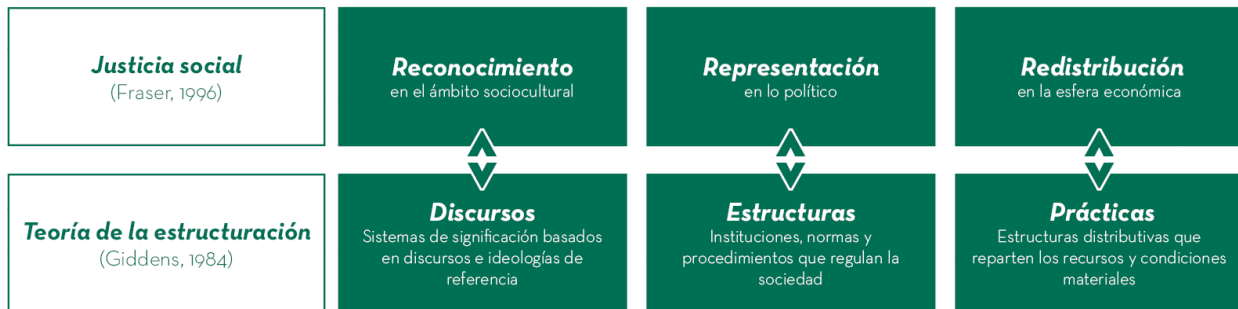 Justicia social
(Fraser, 1996)
Reconocimiento
en el ámbito sociocultural
Representación
en lo político
Redistribución
en la esfera económica
Teoría de la estructuración
(Giddens, 1984)
Discursos
Sistemas de significación basados
en discursos e ideologías de
referencia
Estructuras
Instituciones, normas y
procedimientos que regulan la
sociedad
Prácticas
Estructuras distributivas que
reparten los recursos y condiciones
materiales